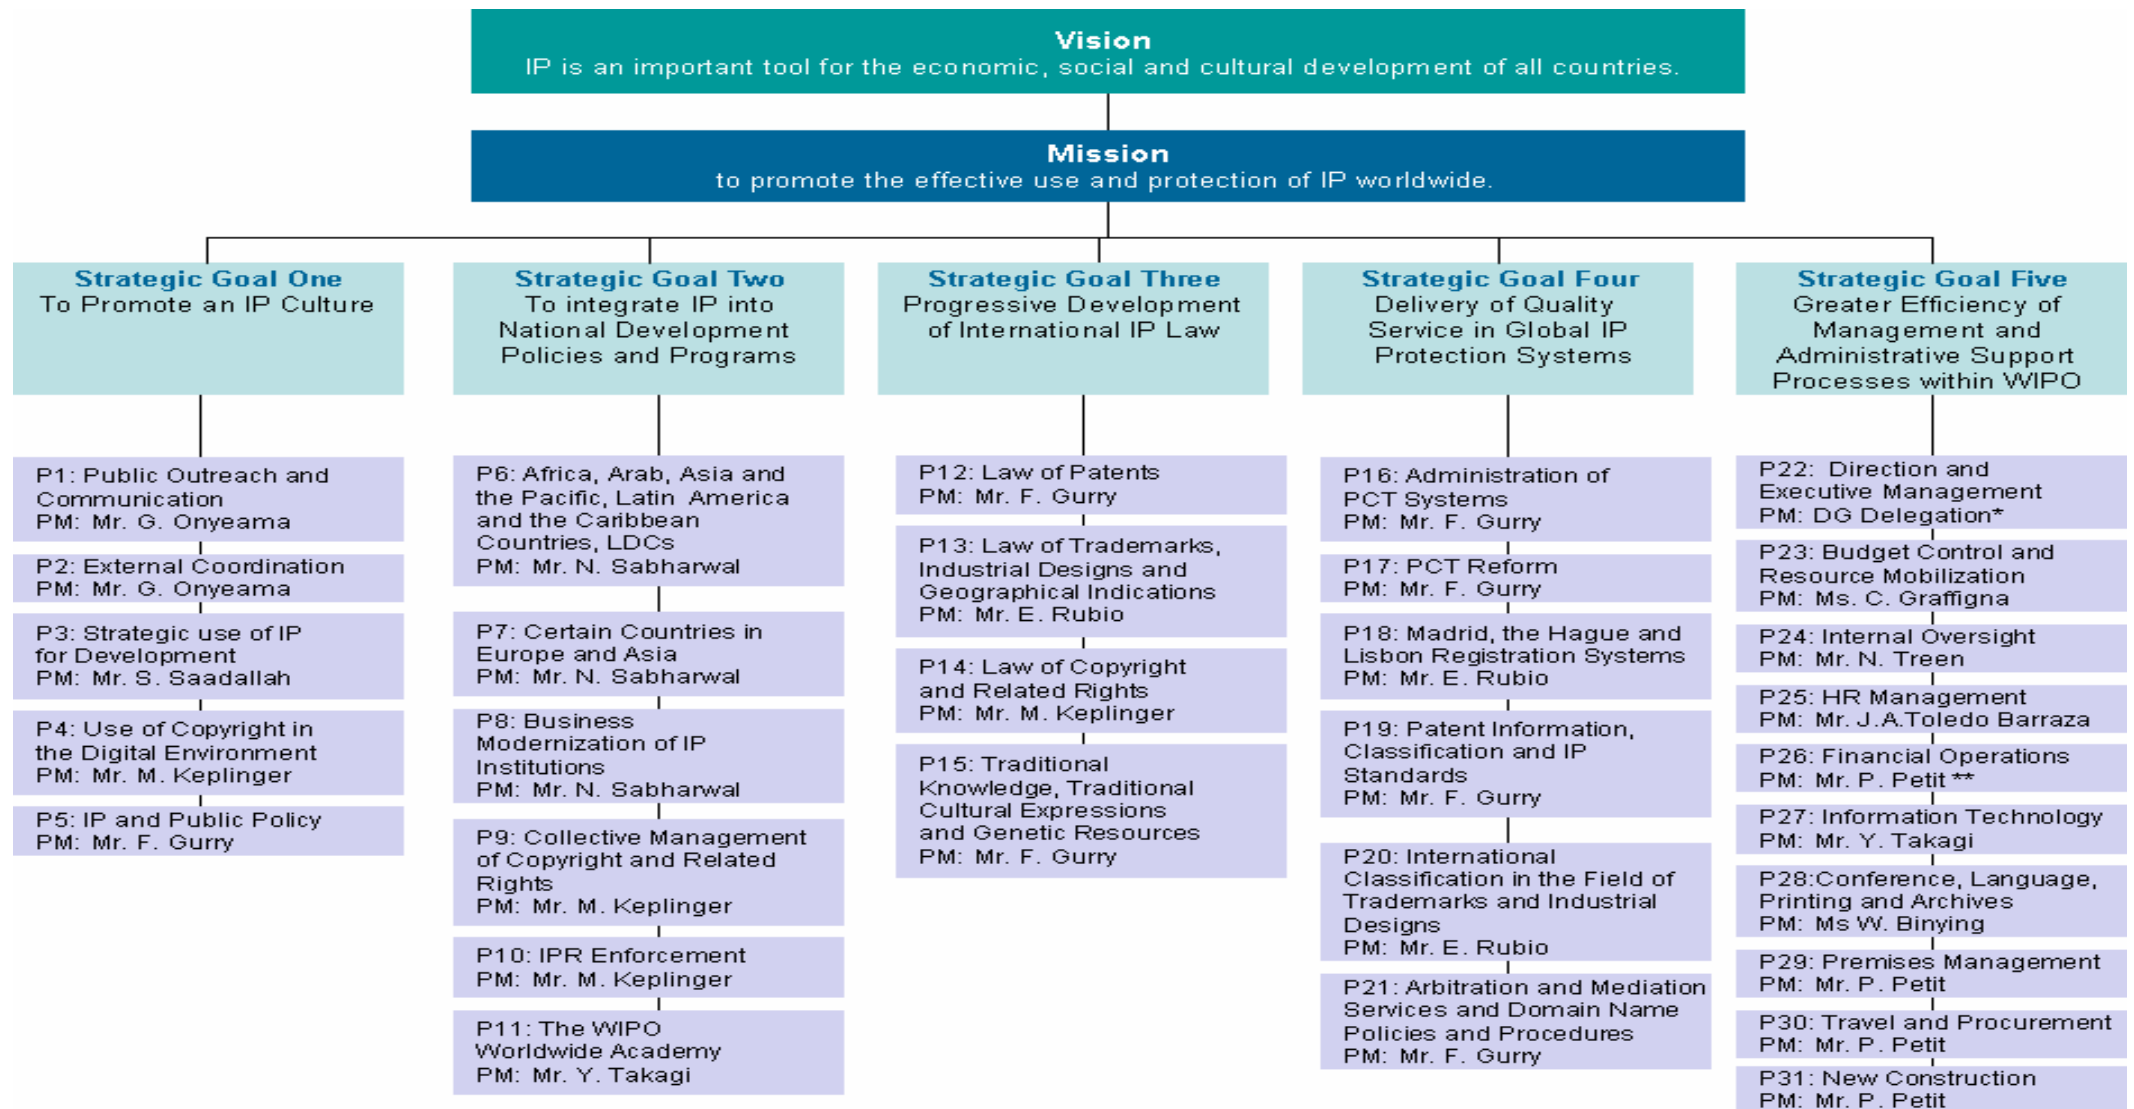 Vision
IP is an important tool for the economic, social and cultural development of all countries.
Mission
to promote the effective use and protection of IP worldwide.
Strategic Goal One
To Promote an IP Culture
P1: Public Outreach and
Communication
PM: Mr. G. Onyeama
P2: External Coordination
PM: Mr. G. Onyeama
P3: Strategic use of IP
for Development
PM: Mr. S. Saadallah
P4: Use of Copyright in
the Digital Environment
PM: Mr. M. Keplinger
P5: IP and Public Policy
PM: Mr. F. Gurry
Strategic Goal Two
To integrate IP into
National Development
Policies and Programs
P6: Africa, Arab, Asia and
the Pacific, Latin America
and the Caribbean
Countries, LDCs
PM: Mr. N. Sabharwal
P7: Certain Countries in
Europe and Asia
PM: Mr. N. Sabharwal
P8: Business
Modernization of IP
Institutions
PM: Mr. N. Sabharwal
P9: Collective Management
of Copyright and Related
Rights
PM: Mr. M. Keplinger
P10: IPR Enforcement
PM: Mr. M. Keplinger
P11: The WIPO
Worldwide Academy
PM: Mr. Y. Takagi
Strategic Goal Three
Progressive Development
of International IP Law
P12: Law of Patents
PM: Mr. F. Gurry
P13: Law of Trademarks,
Industrial Designs and
Geographical Indications
PM: Mr. E. Rubio
P14: Law of Copyright
and Related Rights
PM: Mr. M. Keplinger
P15: Traditional
Knowledge, Traditional
Cultural Expressions
and Genetic Resources
PM: Mr. F. Gurry
Strategic Goal Four
Delivery of Quality
Service in Global IP
Protection Systems
P16: Administration of
PCT Systems
PM: Mr. F. Gurry
P17: PCT Reform
PM: Mr. F. Gurry
P18: Madrid, the Hague and
Lisbon Registration Systems
PM: Mr. E. Rubio
P19: Patent Information,
Classification and IP
Standards
PM: Mr. F. Gurry
P20: International
Classification in the Field of
Trademarks and Industrial
Designs
PM: Mr. E. Rubio
P21: Arbitration and Mediation
Services and Domain Name
Policies and Procedures
PM: Mr. F. Gurry
Strategic Goal Five
Greater Efficiency of
Management and
Administrative Support
Processes within WIPO
P22: Direction and
Executive Management
PM: DG Delegation*
P23: Budget Control and
Resource Mobilization
PM: Ms. C. Graffigna
P24: Internal Oversight
PM: Mr. N. Treen
P25: HR Management
PM: Mr. J.A.Toledo Barraza
P26: Financial Operations
PM: Mr. P. Petit **
P27: Information Technology
PM: Mr. Y. Takagi
P28:Conference, Language,
Printing and Archives
PM: Ms W. Binying
P29: Premises Management
PM: Mr. P. Petit
P30: Travel and Procurement
PM: Mr. P. Petit
P31: New Construction
PM: Mr. P. Petit